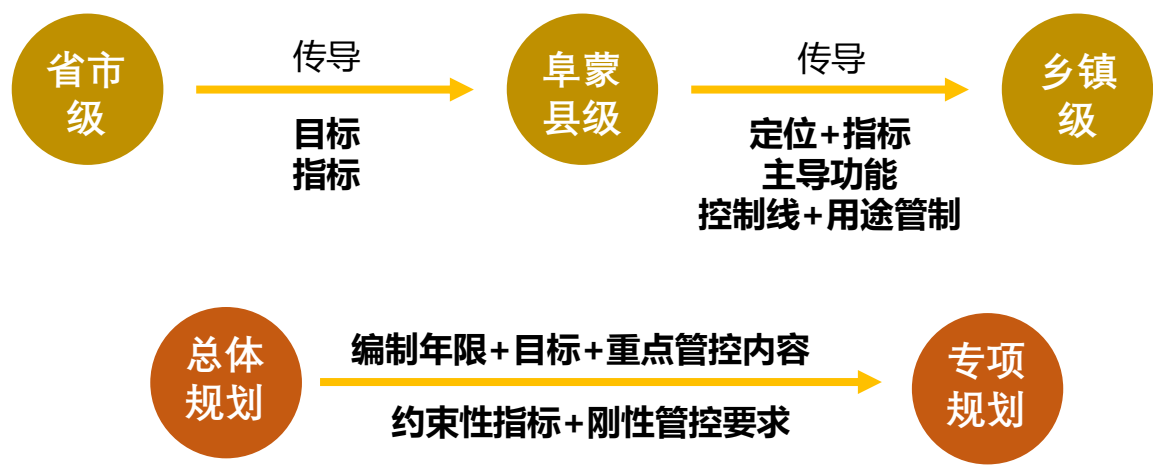 省市
级
传导
目标
指标
阜蒙
县级
传导
定位+指标
主导功能
控制线+用途管制
乡镇
级
总体
规划
编制年限+目标+重点管控内容
约束性指标+刚性管控要求
专项
规划